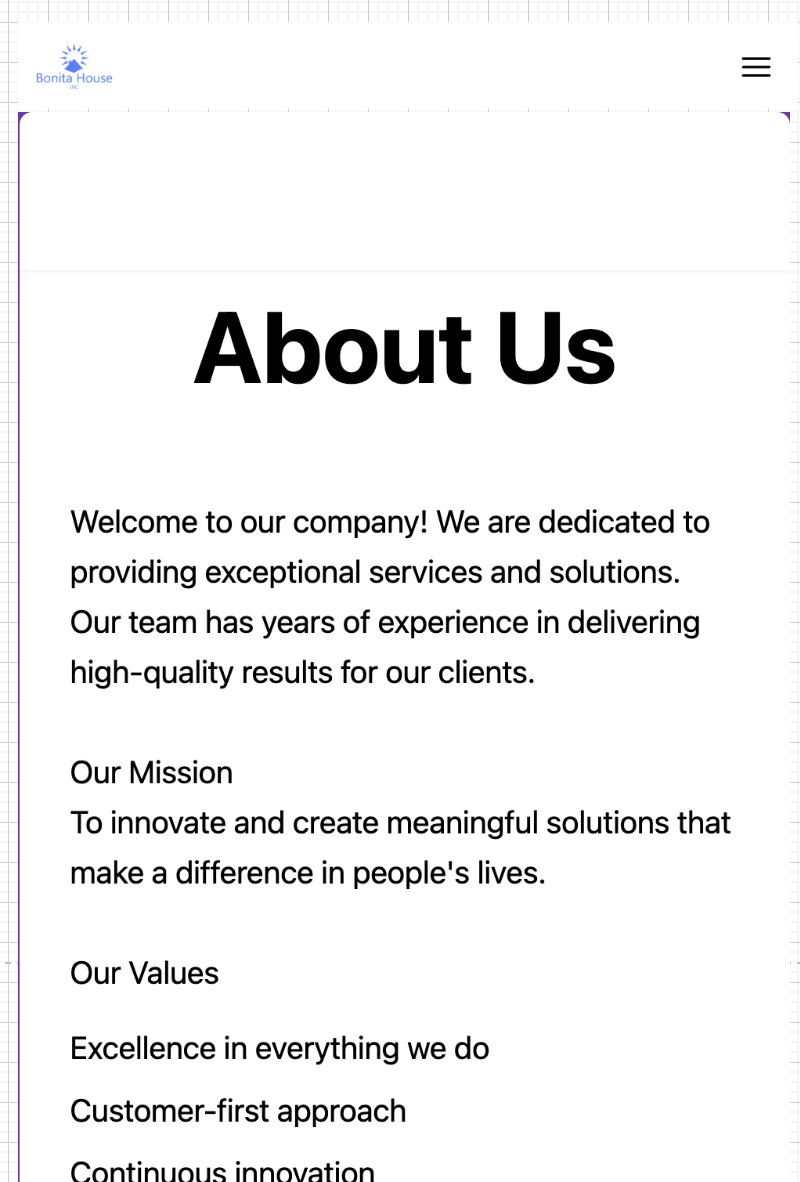 Bonita House
INC.
About Us
Welcome to our company! We are dedicated to
providing exceptional services and solutions.
Our team has years of experience in delivering
high-quality results for our clients.
Our Mission
To innovate and create meaningful solutions that
make a difference in people's lives.
Our Values
Excellence in everything we do
Customer-first approach
Continuous innovation